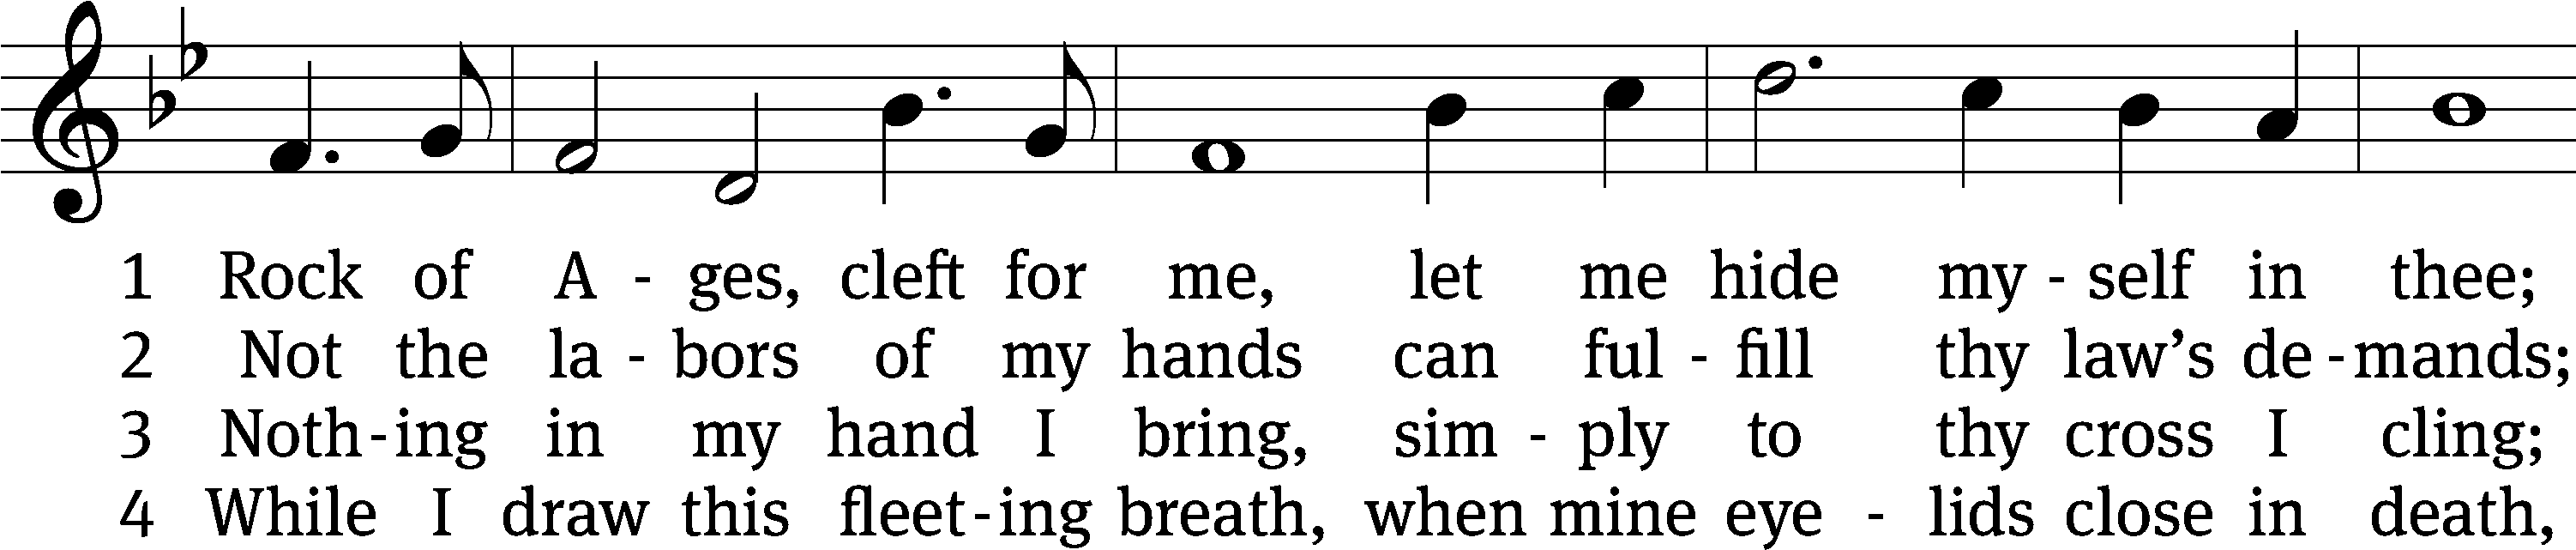 1 Rock of A - ges, cleft for me, let me hide my - self in thee;
2 Not the la - bors of my hands can ful - fill thy law’s de - mands;
3 Noth - ing in my hand I bring, sim - ply to thy cross I cling;
4 While I draw this fleet - ing breath, when mine eye - lids close in death,